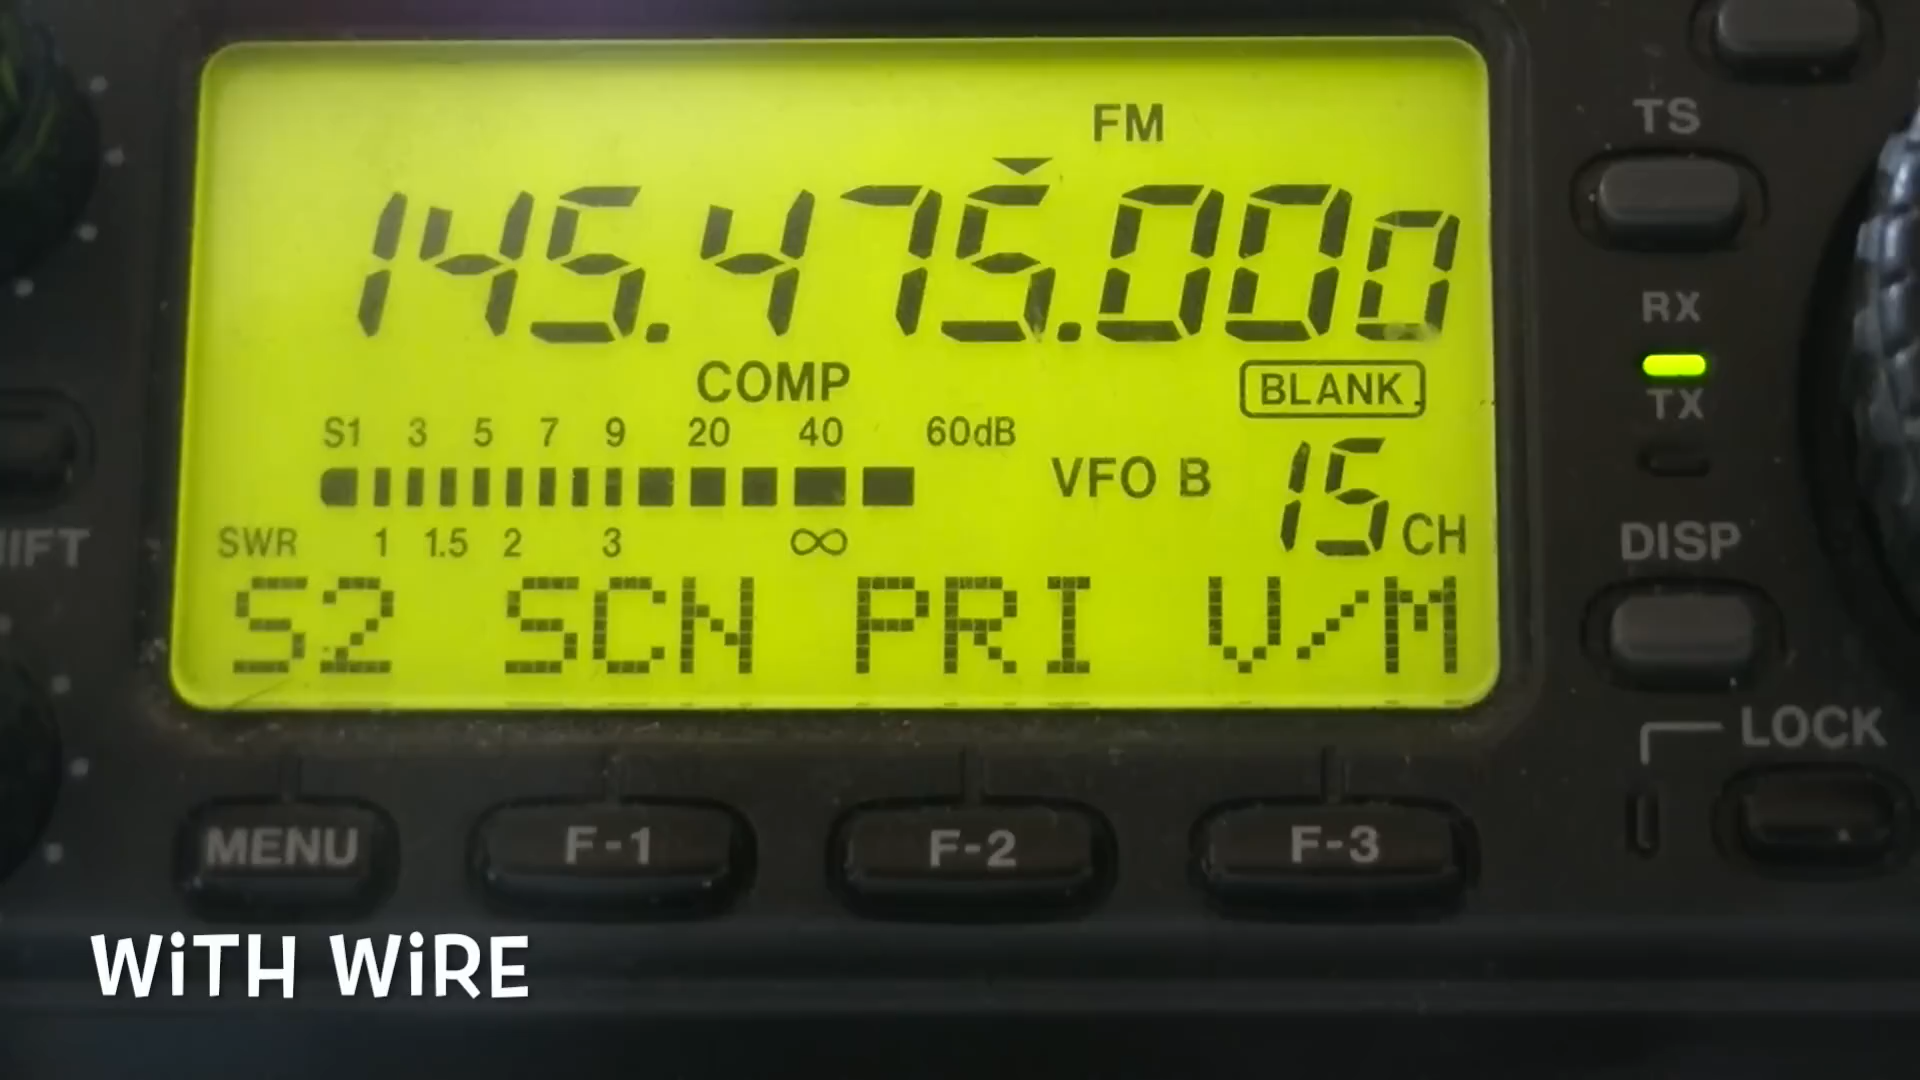 FM
TS
145.475.000
RX
COMP
BLANK
TX
S1 3 5 7 9 20 40 60dB
VFO B 15 CH
SWR 1 1.5 2 3 ∞
DISP
S2 SCN PRI V/M
LOCK
MENU F-1 F-2 F-3
WiTH WiRE